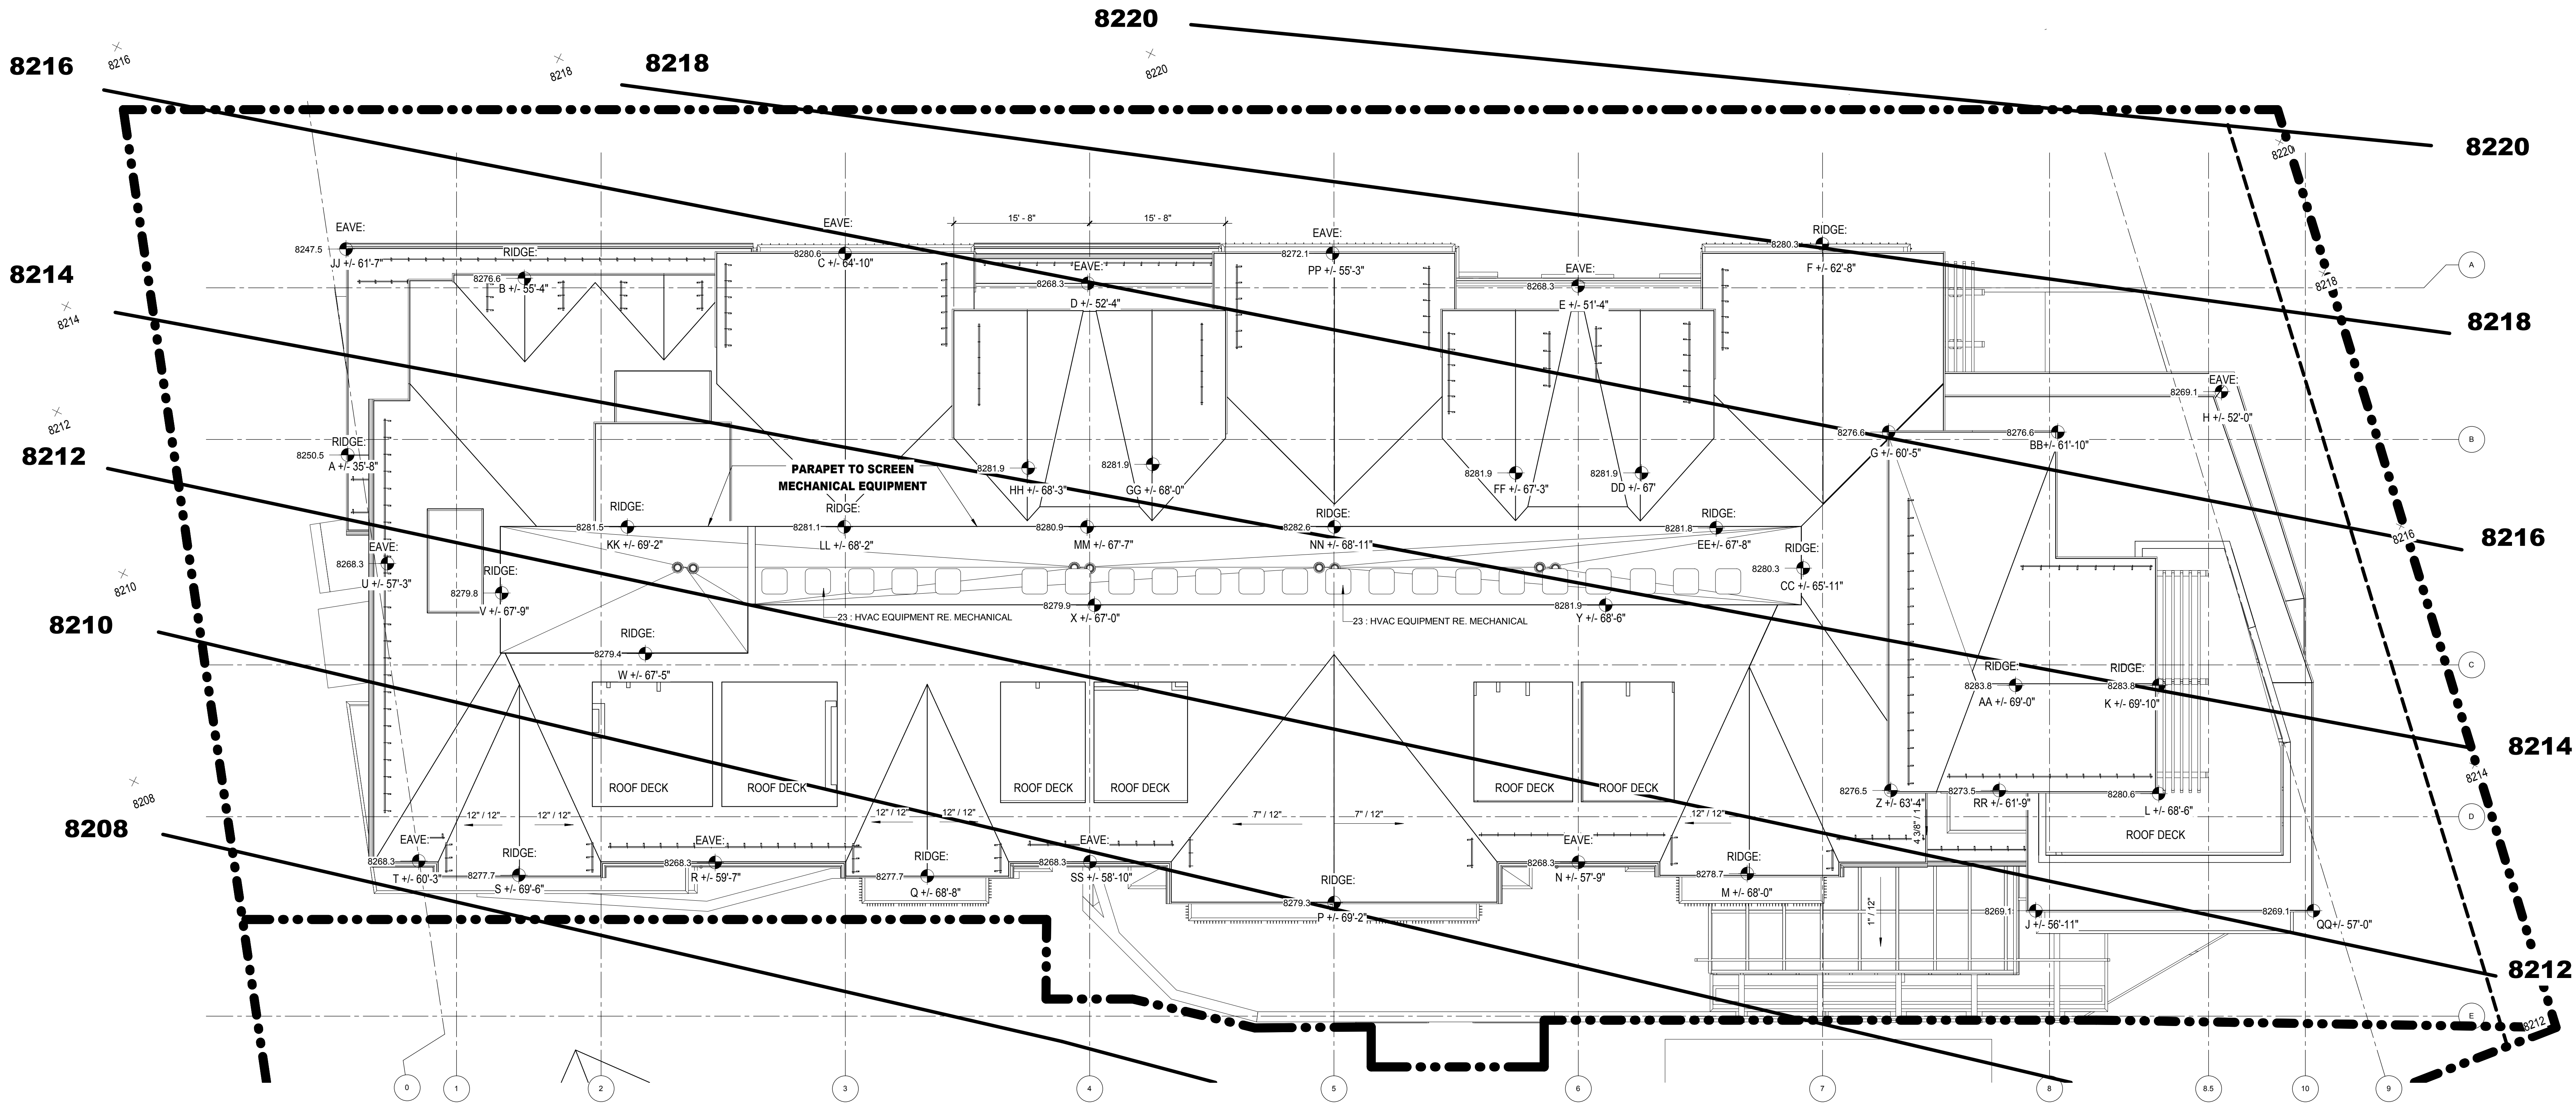 8220
8216
8218
8216
8218
8220
8220
8220
15' - 8"
15' - 8"
EAVE:
8247.5
JJ +/- 61'-7"
RIDGE:
8276.6
B +/- 55'-4"
EAVE:
8280.6
C +/- 64'-10"
EAVE:
8268.3
D +/- 52'-4"
EAVE:
8272.1
PP +/- 55'-3"
EAVE:
8268.3
E +/- 51'-4"
RIDGE:
8280.3
F +/- 62'-8"
A
8218
8218
8214
8214
EAVE:
8269.1
H +/- 52'-0"
8212
8212
RIDGE:
8250.5
A +/- 35'-8"
8276.6
G +/- 60'-5"
8276.6
BB+/- 61'-10"
B
PARAPET TO SCREEN
MECHANICAL EQUIPMENT
8281.9
HH +/- 68'-3"
8281.9
GG +/- 68'-0"
8281.9
FF +/- 67'-3"
8281.9
DD +/- 67'
RIDGE:
8281.5
KK +/- 69'-2"
RIDGE:
8281.1
LL +/- 68'-2"
8280.9
MM +/- 67'-7"
RIDGE:
8282.6
NN +/- 68'-11"
RIDGE:
8281.8
EE+/- 67'-8"
8216
8216
EAVE:
8268.3
U +/- 57'-3"
RIDGE:
8279.8
V +/- 67'-9"
RIDGE:
8280.3
CC +/- 65'-11"
8210
8210
8279.9
X +/- 67'-0"
8281.9
Y +/- 68'-6"
23 : HVAC EQUIPMENT RE. MECHANICAL
23 : HVAC EQUIPMENT RE. MECHANICAL
RIDGE:
8279.4
W +/- 67'-5"
C
RIDGE:
8283.8
AA +/- 69'-0"
RIDGE:
8283.8
K +/- 69'-10"
8214
8214
8208
8208
ROOF DECK
ROOF DECK
ROOF DECK
ROOF DECK
ROOF DECK
ROOF DECK
8276.5
Z +/- 63'-4"
8273.5
RR +/- 61'-9"
8280.6
L +/- 68'-6"
12" / 12"
12" / 12"
12" / 12"
12" / 12"
7" / 12"
7" / 12"
12" / 12"
4 3/8" / 1
ROOF DECK
D
EAVE:
8268.3
T +/- 60'-3"
RIDGE:
8277.7
S +/- 69'-6"
EAVE:
8268.3
R +/- 59'-7"
RIDGE:
8277.7
Q +/- 68'-8"
EAVE:
8268.3
SS +/- 58'-10"
RIDGE:
8279.3
P +/- 69'-2"
EAVE:
8268.3
N +/- 57'-9"
RIDGE:
8278.7
M +/- 68'-0"
1" / 12"
8269.1
J +/- 56'-11"
8269.1
QQ+/- 57'-0"
8212
8212
E
0
1
2
3
4
5
6
7
8
8.5
10
9